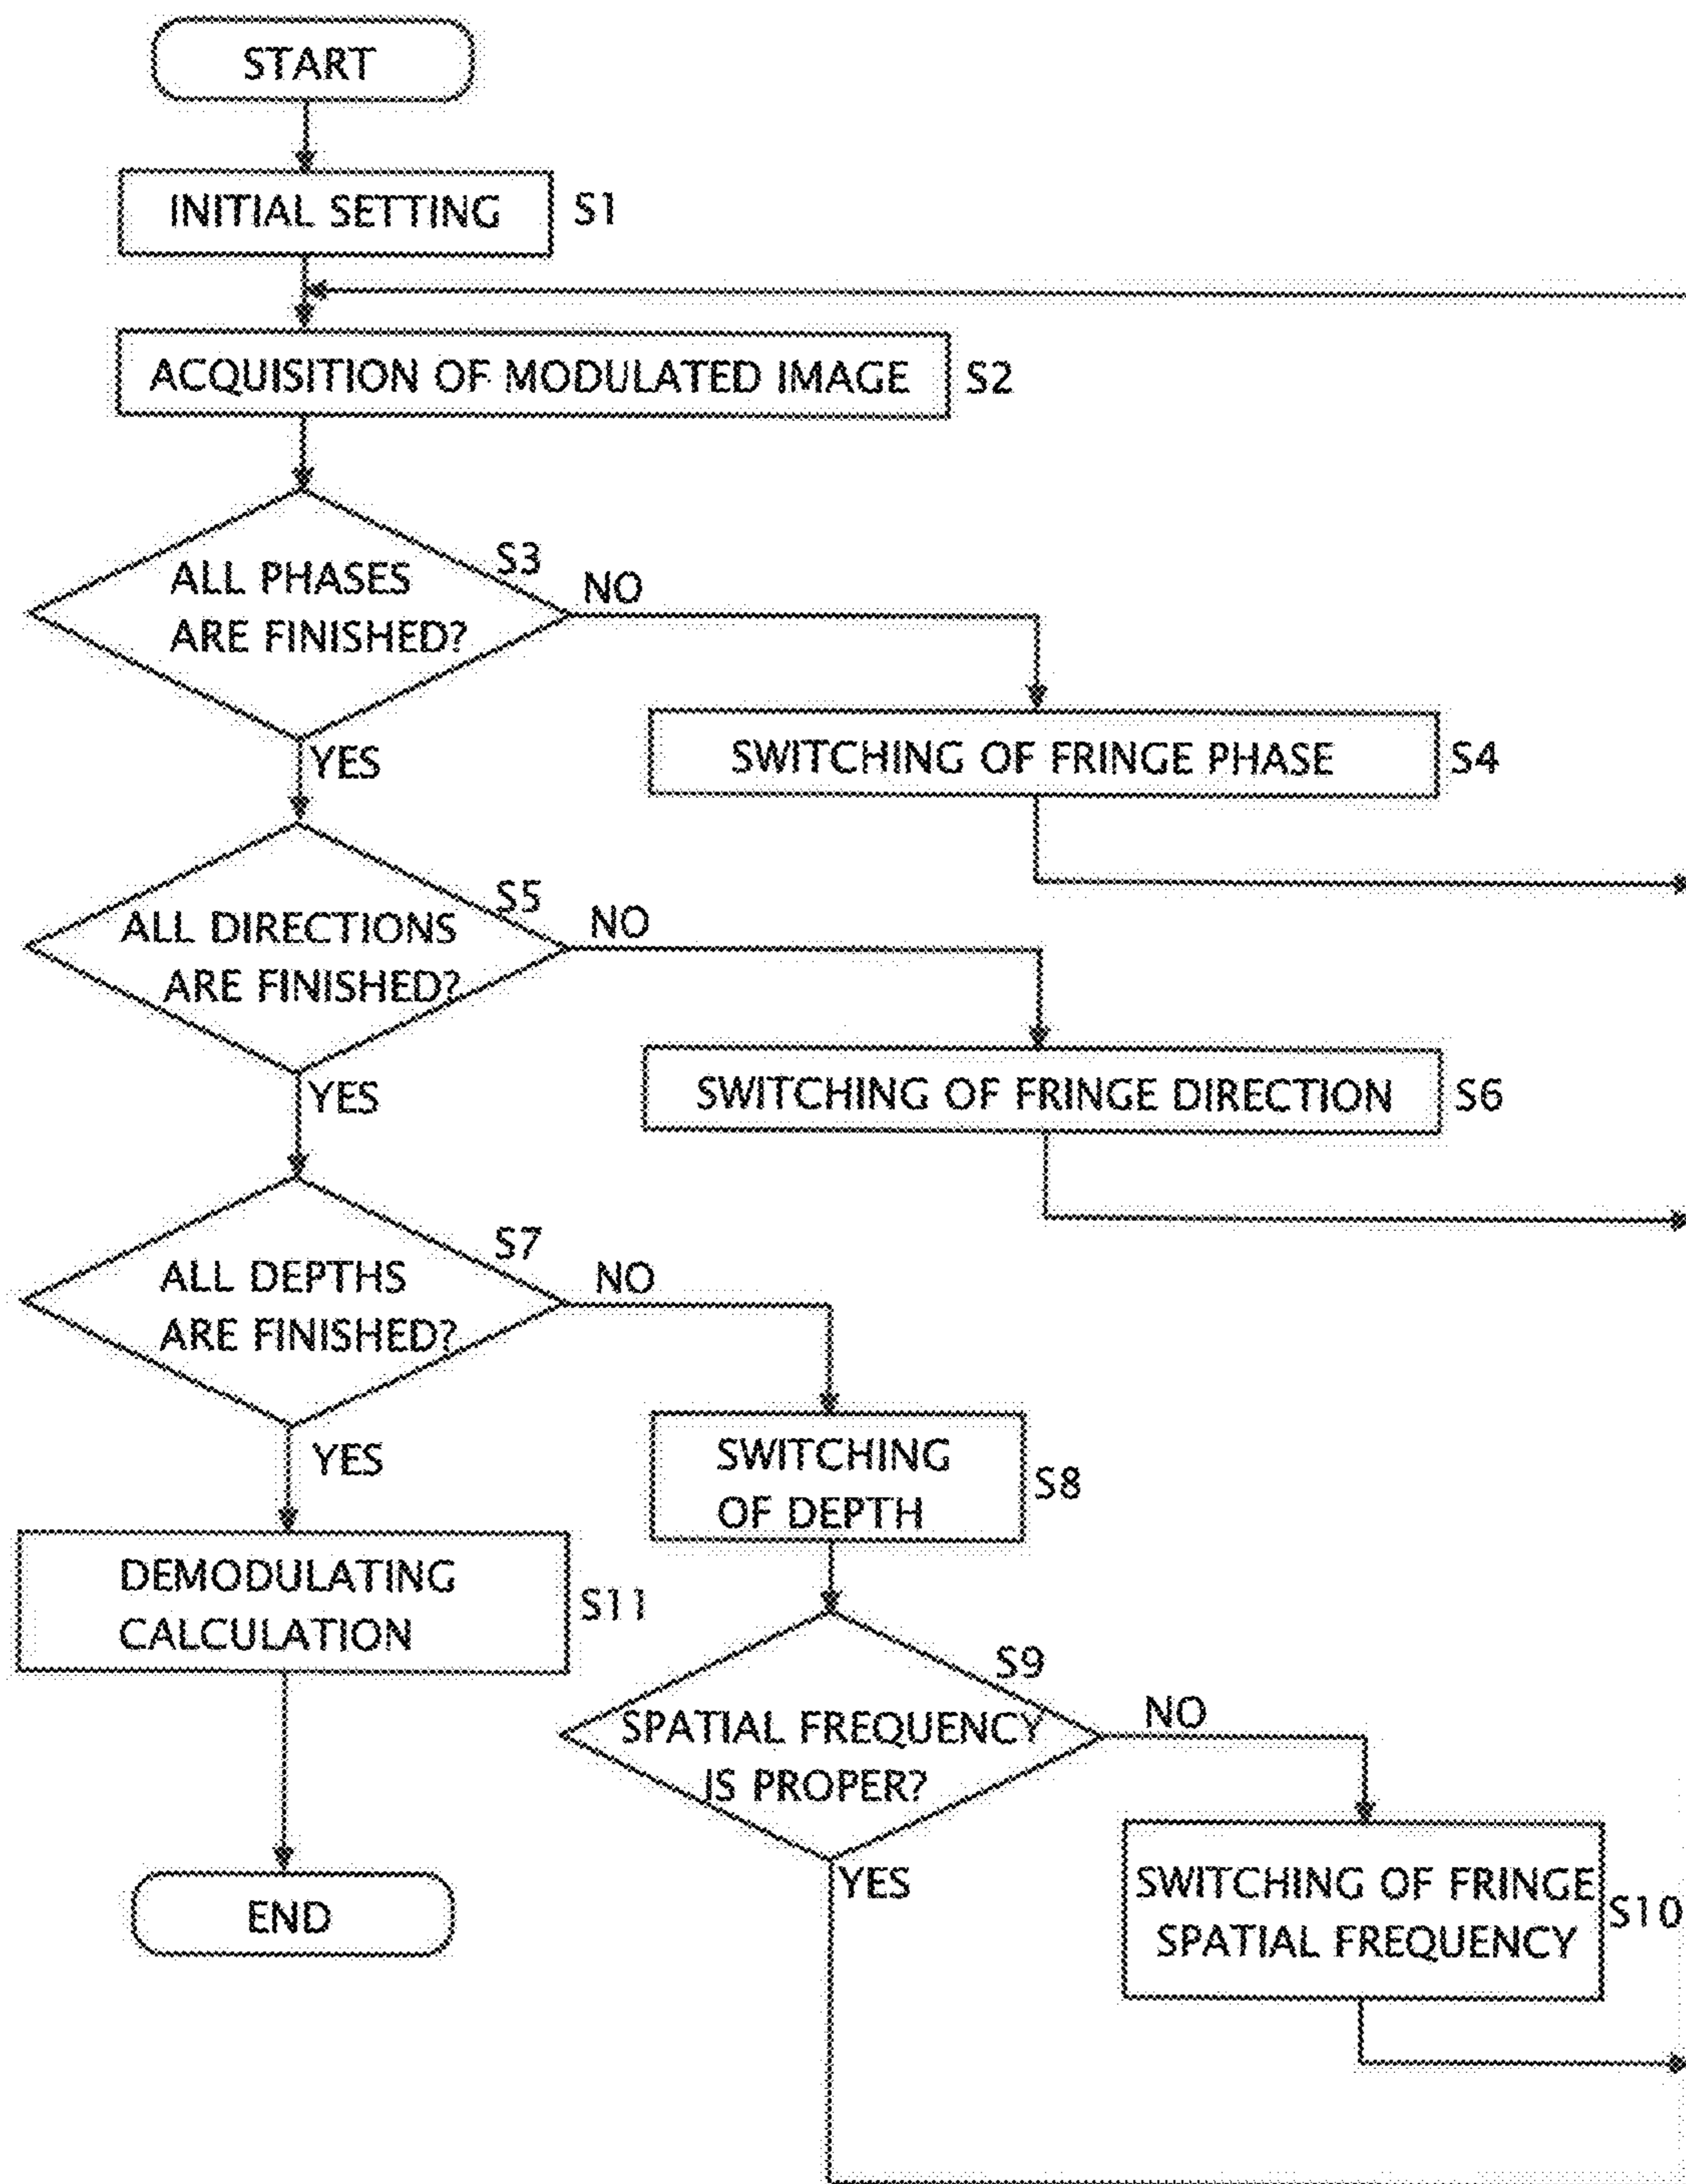 START
INITIAL SETTING
S1
ACQUISITION OF MODULATED IMAGE
S2
S3
ALL PHASES
ARE FINISHED?
NO
YES
SWITCHING OF FRINGE PHASE
S4
S5
ALL DIRECTIONS
ARE FINISHED?
NO
YES
SWITCHING OF FRINGE DIRECTION
S6
S7
ALL DEPTHS
ARE FINISHED?
NO
YES
SWITCHING
OF DEPTH
S8
DEMODULATING
CALCULATION
S11
S9
SPATIAL FREQUENCY
IS PROPER?
NO
YES
SWITCHING OF FRINGE
SPATIAL FREQUENCY
S10
END